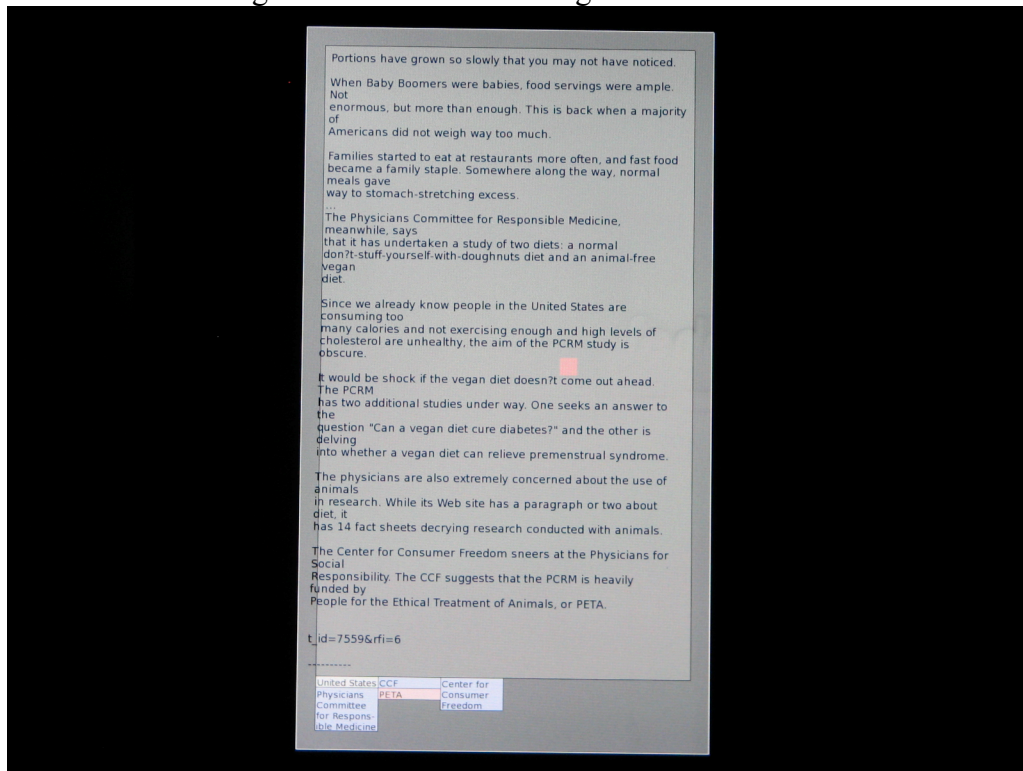 Portions have grown so slowly that you may not have noticed.
When Baby Boomers were babies, food servings were ample.
Not
enormous, but more than enough. This is back when a majority
of
Americans did not weigh way too much.
Families started to eat at restaurants more often, and fast food
became a family staple. Somewhere along the way, normal
meals gave
way to stomach-stretching excess.
...
The Physicians Committee for Responsible Medicine,
meanwhile, says
that it has undertaken a study of two diets: a normal
don?t-stuff-yourself-with-doughnuts diet and an animal-free
vegan
diet.
Since we already know people in the United States are
consuming too
many calories and not exercising enough and high levels of
cholesterol are unhealthy, the aim of the PCRM study is
obscure.
It would be shock if the vegan diet doesn?t come out ahead.
The PCRM
has two additional studies under way. One seeks an answer to
the
question "Can a vegan diet cure diabetes?" and the other is
delving
into whether a vegan diet can relieve premenstrual syndrome.
The physicians are also extremely concerned about the use of
animals
in research. While its Web site has a paragraph or two about
diet, it
has 14 fact sheets decrying research conducted with animals.
The Center for Consumer Freedom sneers at the Physicians for
Social
Responsibility. The CCF suggests that the PCRM is heavily
funded by
People for the Ethical Treatment of Animals, or PETA.
t_id=7559&rfi=6
----------
United States CCF Center for
Physicians PETA Consumer
Committee Freedom
for Respons-
ible Medicine